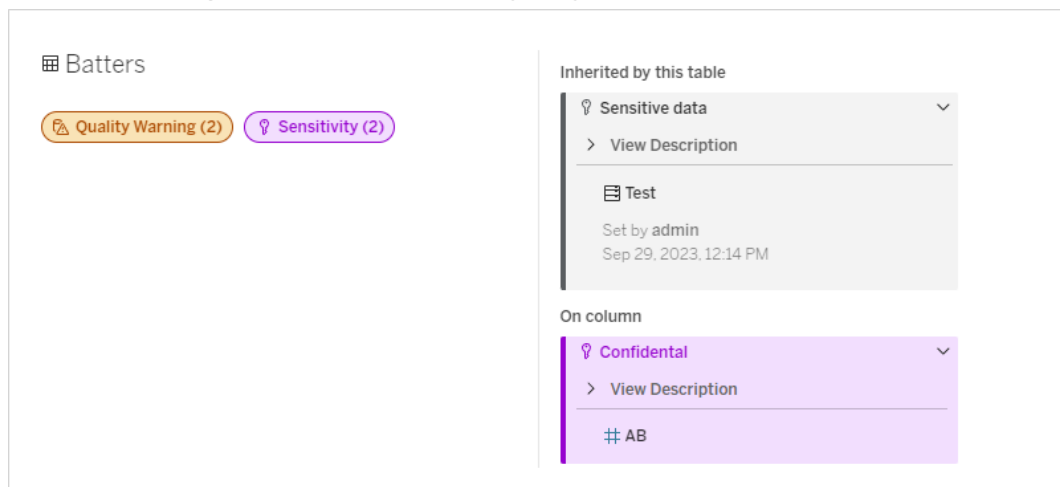 Batters
Quality Warning (2)
Sensitivity (2)
Inherited by this table
Sensitive data
View Description
Test
Set by admin
Sep 29, 2023, 12:14 PM
On column
Confidental
View Description
AB